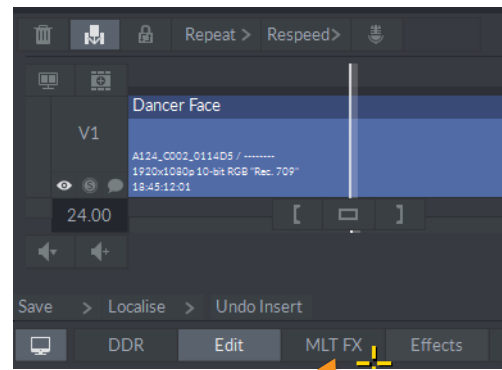 Repeat > Respeed>
Dancer Face
V1
A124_C002_0114D5 / --------
1920x1080p 10-bit RGB "Rec. 709"
S
18:45:12:01
24.00 [ ]
Save > Localise > Undo Insert
DDR Edit MLT FX Effects